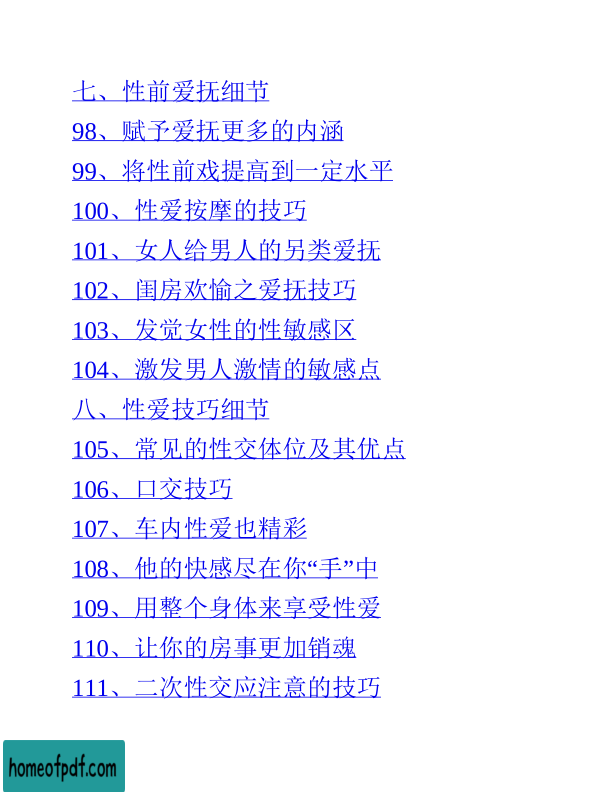 七、性前爱抚细节
98、赋予爱抚更多的内涵
99、将性前戏提高到一定水平
100、性爱按摩的技巧
101、女人给男人的另类爱抚
102、闺房欢愉之爱抚技巧
103、发觉女性的性敏感区
104、激发男人激情的敏感点
八、性爱技巧细节
105、常见的性交体位及其优点
106、口交技巧
107、车内性爱也精彩
108、他的快感尽在你“手”中
109、用整个身体来享受性爱
110、让你的房事更加销魂
111、二次性交应注意的技巧
homeofpdf.com